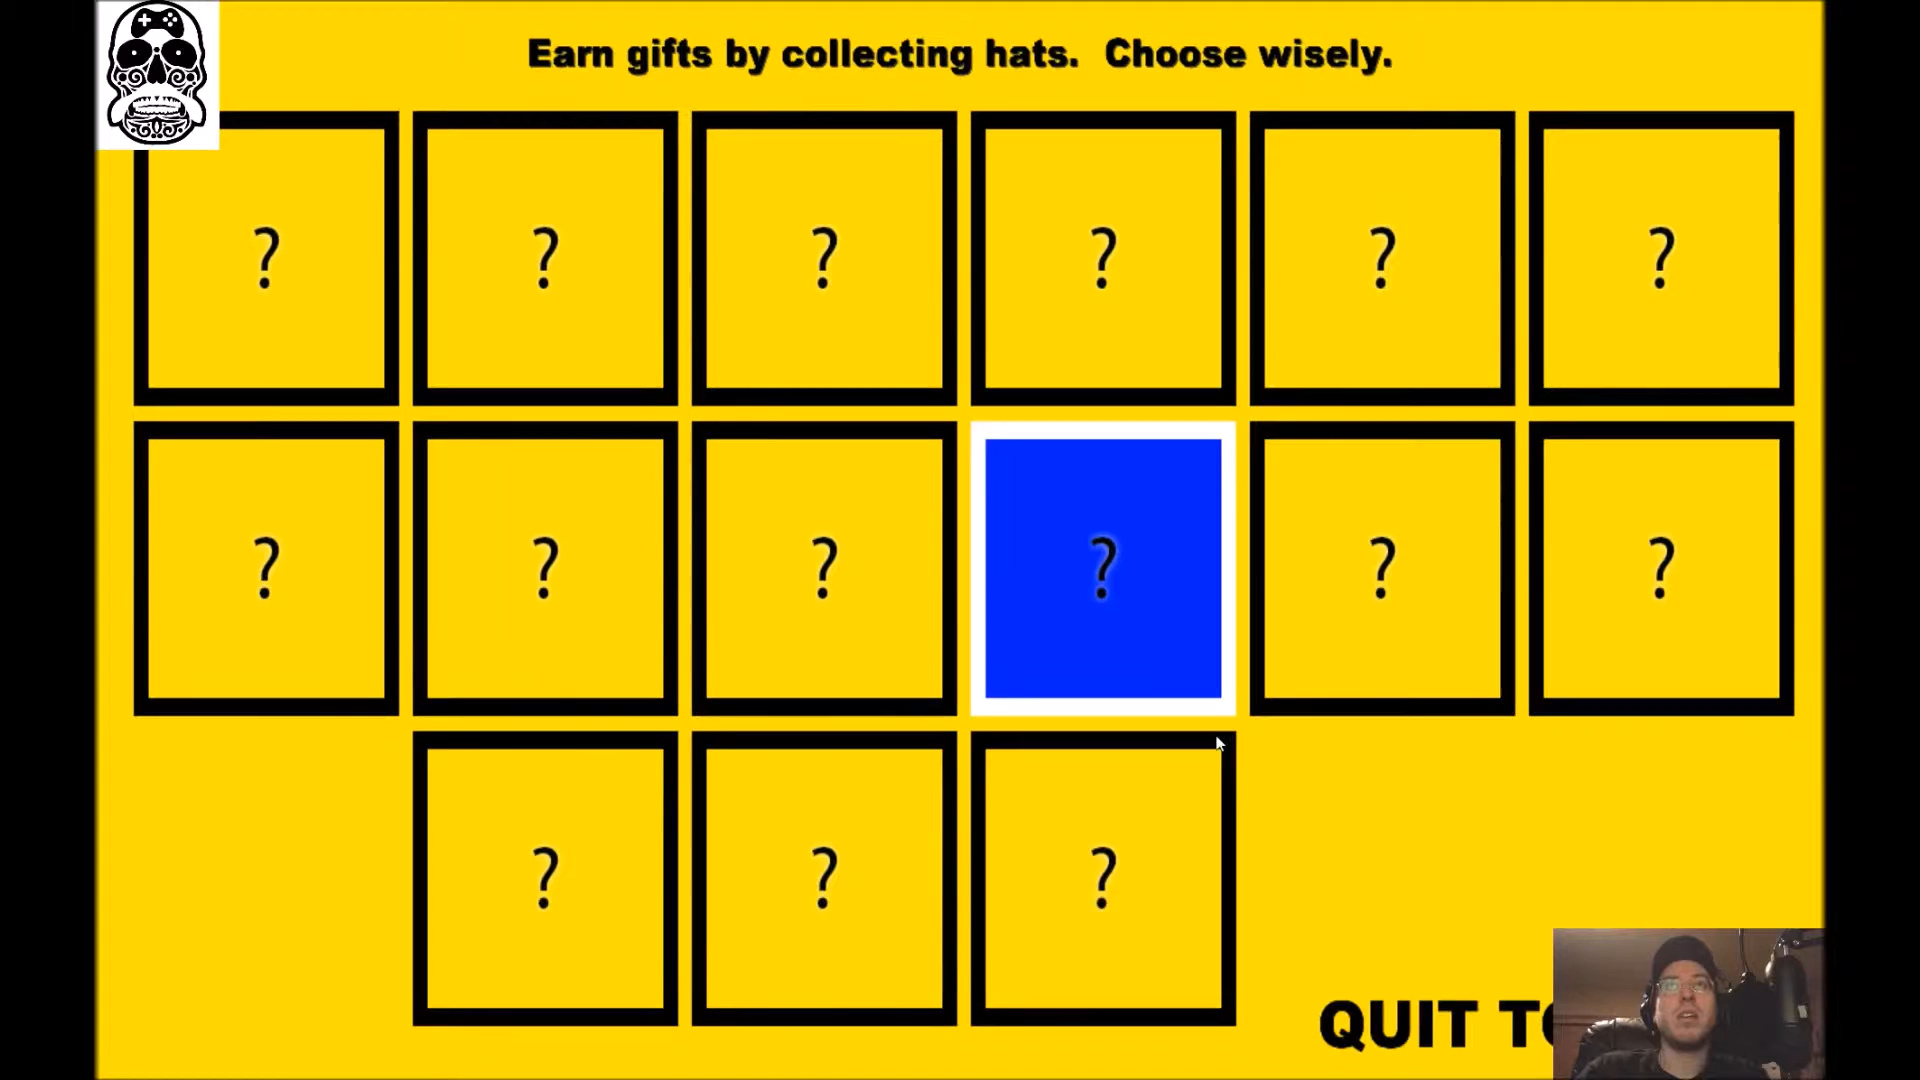 Earn gifts by collecting hats. Choose wisely.
? ? ? ? ? ?
? ? ? ? ? ?
? ? ?
QUIT